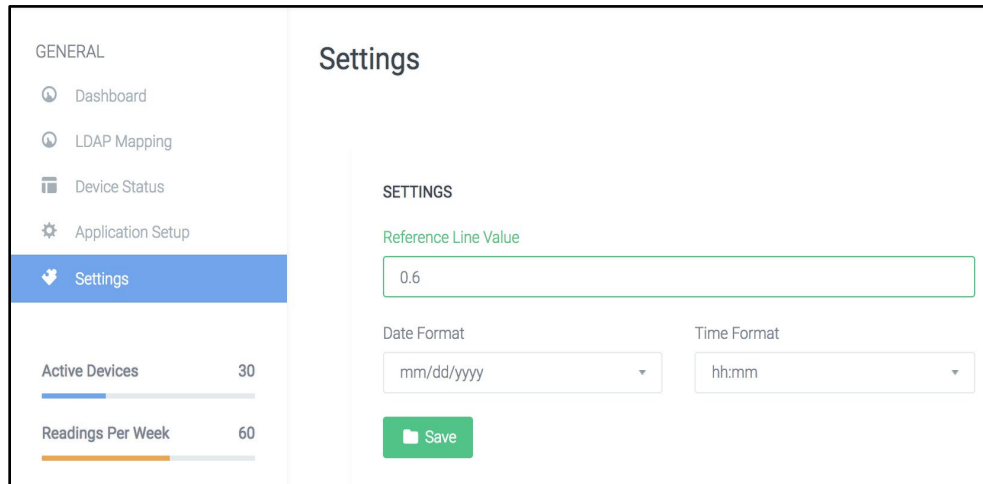 GENERAL
Dashboard
LDAP Mapping
Device Status
Application Setup
Settings
Active Devices 30
Readings Per Week 60
Settings
SETTINGS
Reference Line Value
0.6
Date Format Time Format
mm/dd/yyyy hh:mm
Save